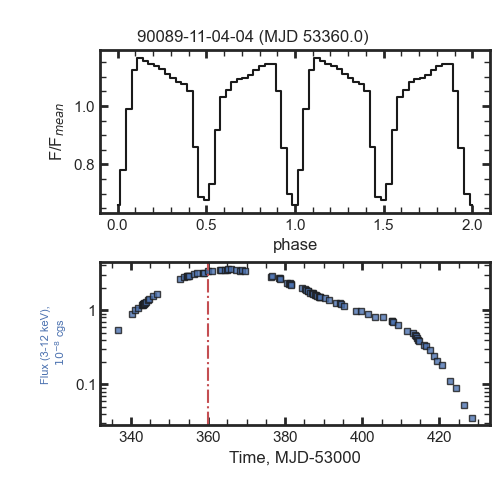 90089-11-04-04 (MJD 53360.0)
F/Fmean
1.0
0.8
0.0 0.5 1.0 1.5 2.0
phase
Flux (3-12 keV),
10⁻⁸ cgs
1
0.1
340 360 380 400 420
Time, MJD-53000